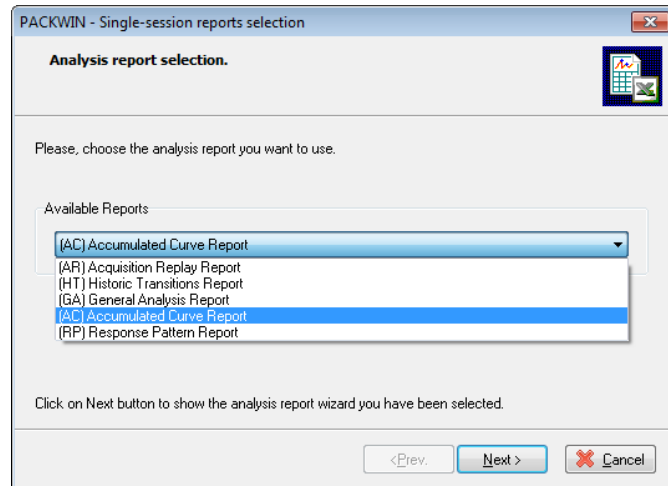 PACKWIN - Single-session reports selection
Analysis report selection.
Please, choose the analysis report you want to use.
Available Reports
(AC) Accumulated Curve Report
(AR) Acquisition Replay Report
(HT) Historic Transitions Report
(GA) General Analysis Report
(AC) Accumulated Curve Report
(RP) Response Pattern Report
Click on Next button to show the analysis report wizard you have been selected.
<Prev. Next > Cancel